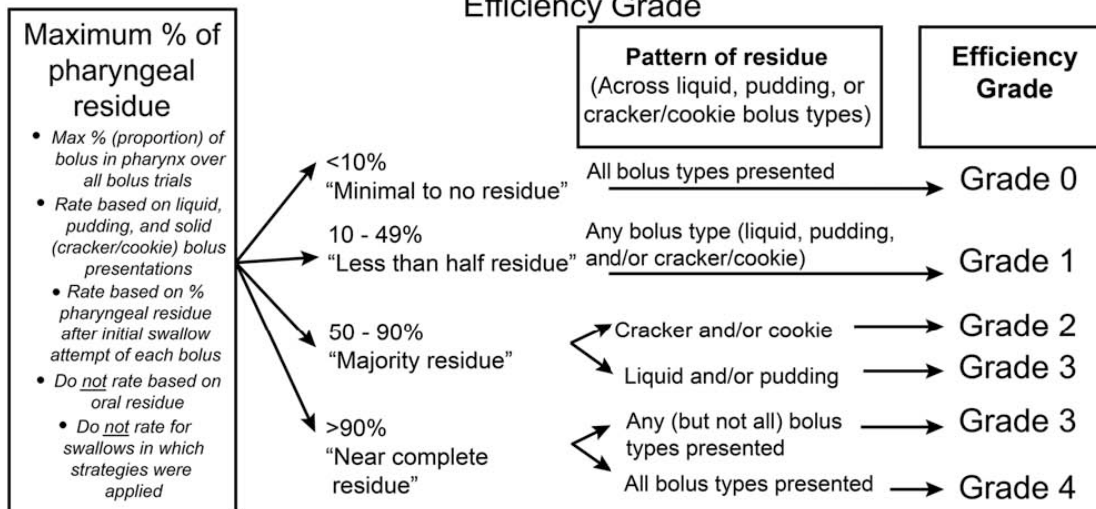 Efficiency Grade
Maximum % of
pharyngeal
residue
• Max % (proportion) of
bolus in pharynx over
all bolus trials
• Rate based on liquid,
pudding, and solid
(cracker/cookie) bolus
presentations
• Rate based on %
pharyngeal residue
after initial swallow
attempt of each bolus
• Do not rate based on
oral residue
• Do not rate for
swallows in which
strategies were
applied
Pattern of residue
(Across liquid, pudding, or
cracker/cookie bolus types)
Efficiency
Grade
<10%
“Minimal to no residue”
All bolus types presented
Grade 0
10 - 49%
“Less than half residue”
Any bolus type (liquid, pudding,
and/or cracker/cookie)
Grade 1
50 - 90%
“Majority residue”
Cracker and/or cookie
Grade 2
Liquid and/or pudding
Grade 3
>90%
“Near complete
residue”
Any (but not all) bolus
types presented
Grade 3
All bolus types presented
Grade 4